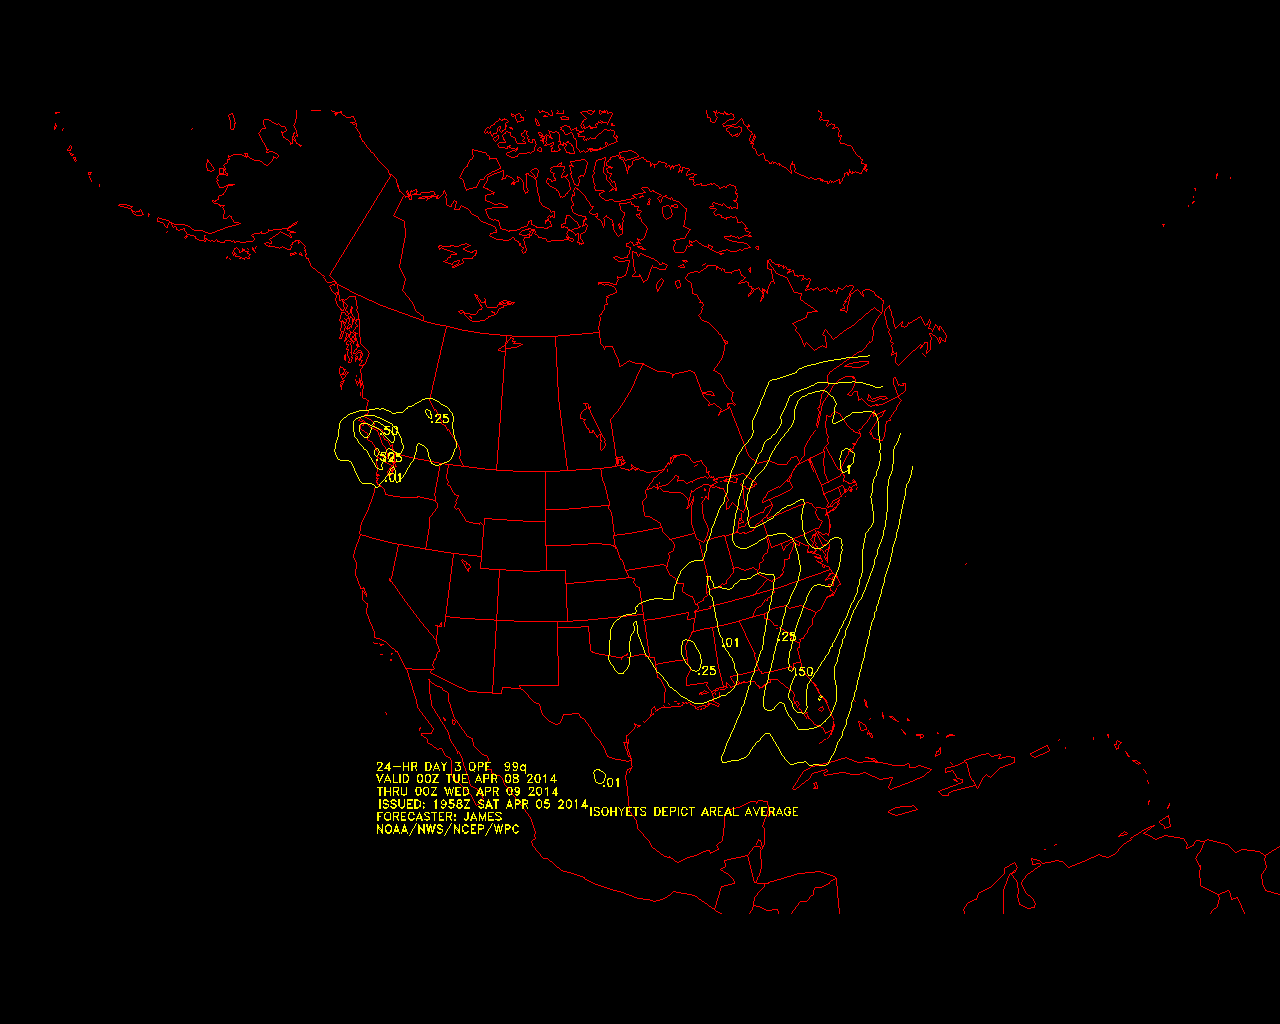 .25
.50
.525
.01
1
.25
.01
.25
.50
24-HR DAY 3 QPF 99q
VALID 00Z TUE APR 08 2014
THRU 00Z WED APR 09 2014
ISSUED: 1958Z SAT APR 05 2014
FORECASTER: JAMES
NOAA/NWS/NCEP/WPC
.01
ISOHYETS DEPICT AREAL AVERAGE